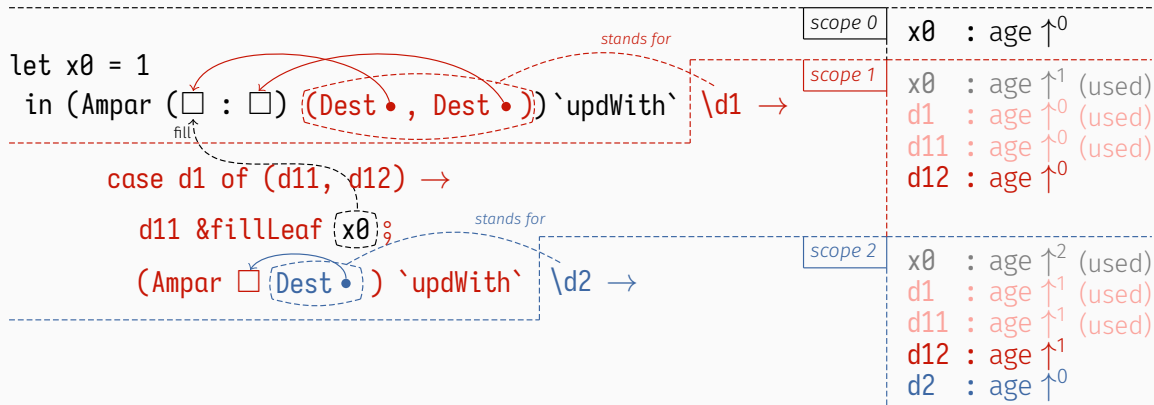 scope 0
x0 : age ↑0
stands for
let x0 = 1
scope 1
x0 : age ↑1 (used)
in (Ampar (□ : □) (Dest • , Dest • )) `updWith` \d1 →
d1 : age ↑0 (used)
fill
d11 : age ↑0 (used)
case d1 of (d11, d12) →
d12 : age ↑0
stands for
d11 &fillLeaf x0 ;
scope 2
x0 : age ↑2 (used)
(Ampar □ Dest • ) `updWith` \d2 →
d1 : age ↑1 (used)
d11 : age ↑1 (used)
d12 : age ↑1
d2 : age ↑0